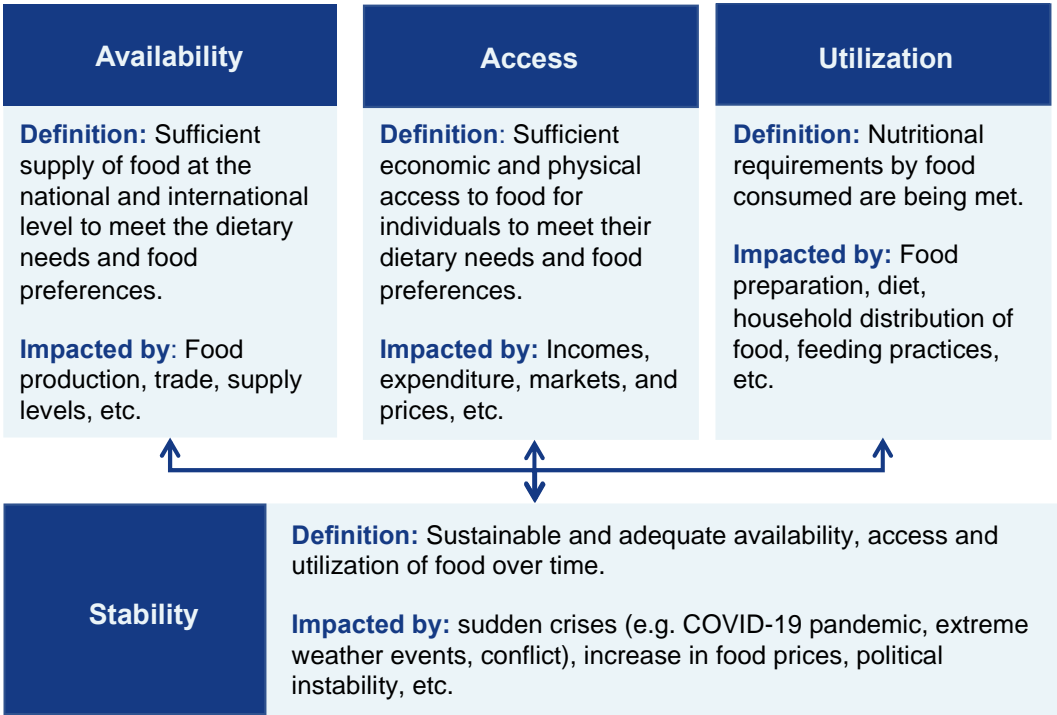 Availability
Definition: Sufficient
supply of food at the
national and international
level to meet the dietary
needs and food
preferences.
Impacted by: Food
production, trade, supply
levels, etc.
Access
Definition: Sufficient
economic and physical
access to food for
individuals to meet their
dietary needs and food
preferences.
Impacted by: Incomes,
expenditure, markets, and
prices, etc.
Utilization
Definition: Nutritional
requirements by food
consumed are being met.
Impacted by: Food
preparation, diet,
household distribution of
food, feeding practices,
etc.
Stability
Definition: Sustainable and adequate availability, access and
utilization of food over time.
Impacted by: sudden crises (e.g. COVID-19 pandemic, extreme
weather events, conflict), increase in food prices, political
instability, etc.